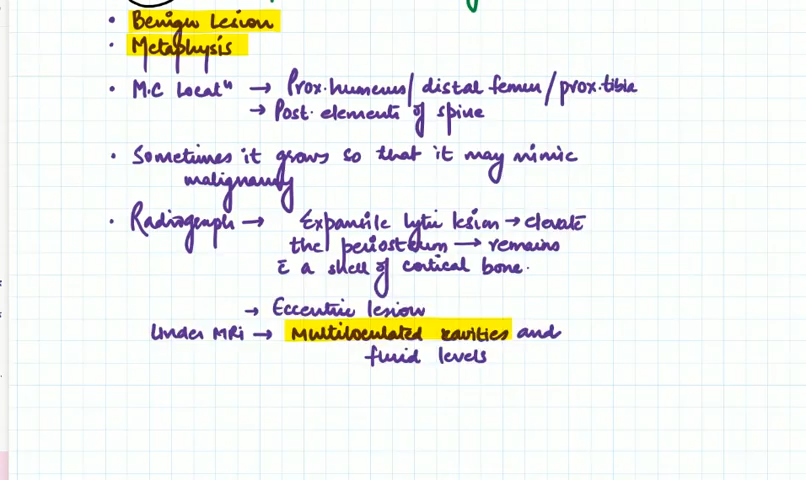 • Benign Lesion
• Metaphysis
• M.C Locatⁿ → Prox.humerus/ distal femur/prox.tibia
→ Post. elements of spine
• Sometimes it grows so that it may mimic
malignancy
• Radiograph → Expansile lytic lesion → elevate
the periosteum → remains
c̄ a shell of cortical bone.
→ Eccentric lesion
Under MRi → Multiloculated cavities and
fluid levels